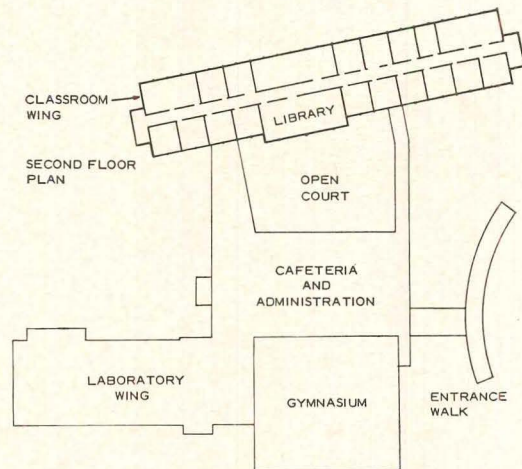 CLASSROOM
WING
LIBRARY
SECOND FLOOR
PLAN
OPEN
COURT
CAFETERIA
AND
ADMINISTRATION
LABORATORY
WING
GYMNASIUM
ENTRANCE
WALK